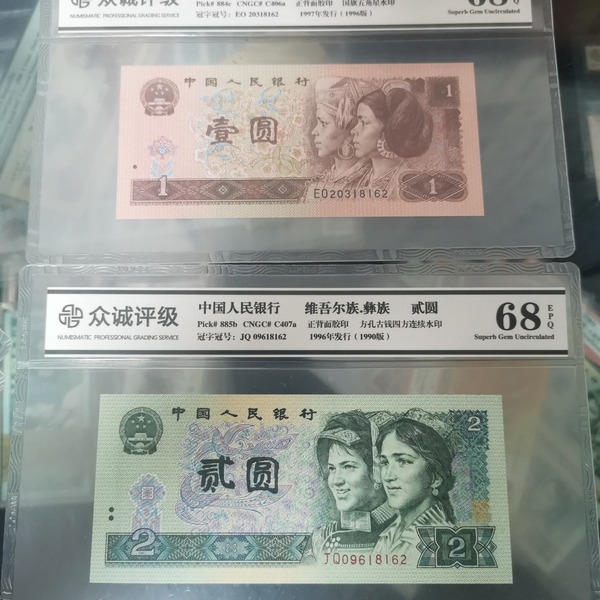 众诚评级
NUMISMATIC PROFESSIONAL GRADING SERVICE
Pick# 884c CNGC# C406a 正背面胶印 国旗五角星水印
冠字冠号: EO 20318162 1997年发行(1996版)
68
Superb Gem Uncirculated
中国人民银行
壹圆
1
1
1
EO20318162
众诚评级
NUMISMATIC PROFESSIONAL GRADING SERVICE
中国人民银行 维吾尔族.彝族 贰圆
Pick# 885b CNGC# C407a 正背面胶印 方孔古钱四方连续水印
冠字冠号: JQ 09618162 1996年发行(1990版)
68
EPQ
Superb Gem Uncirculated
中国人民银行
贰圆
2
2
2
JQ09618162